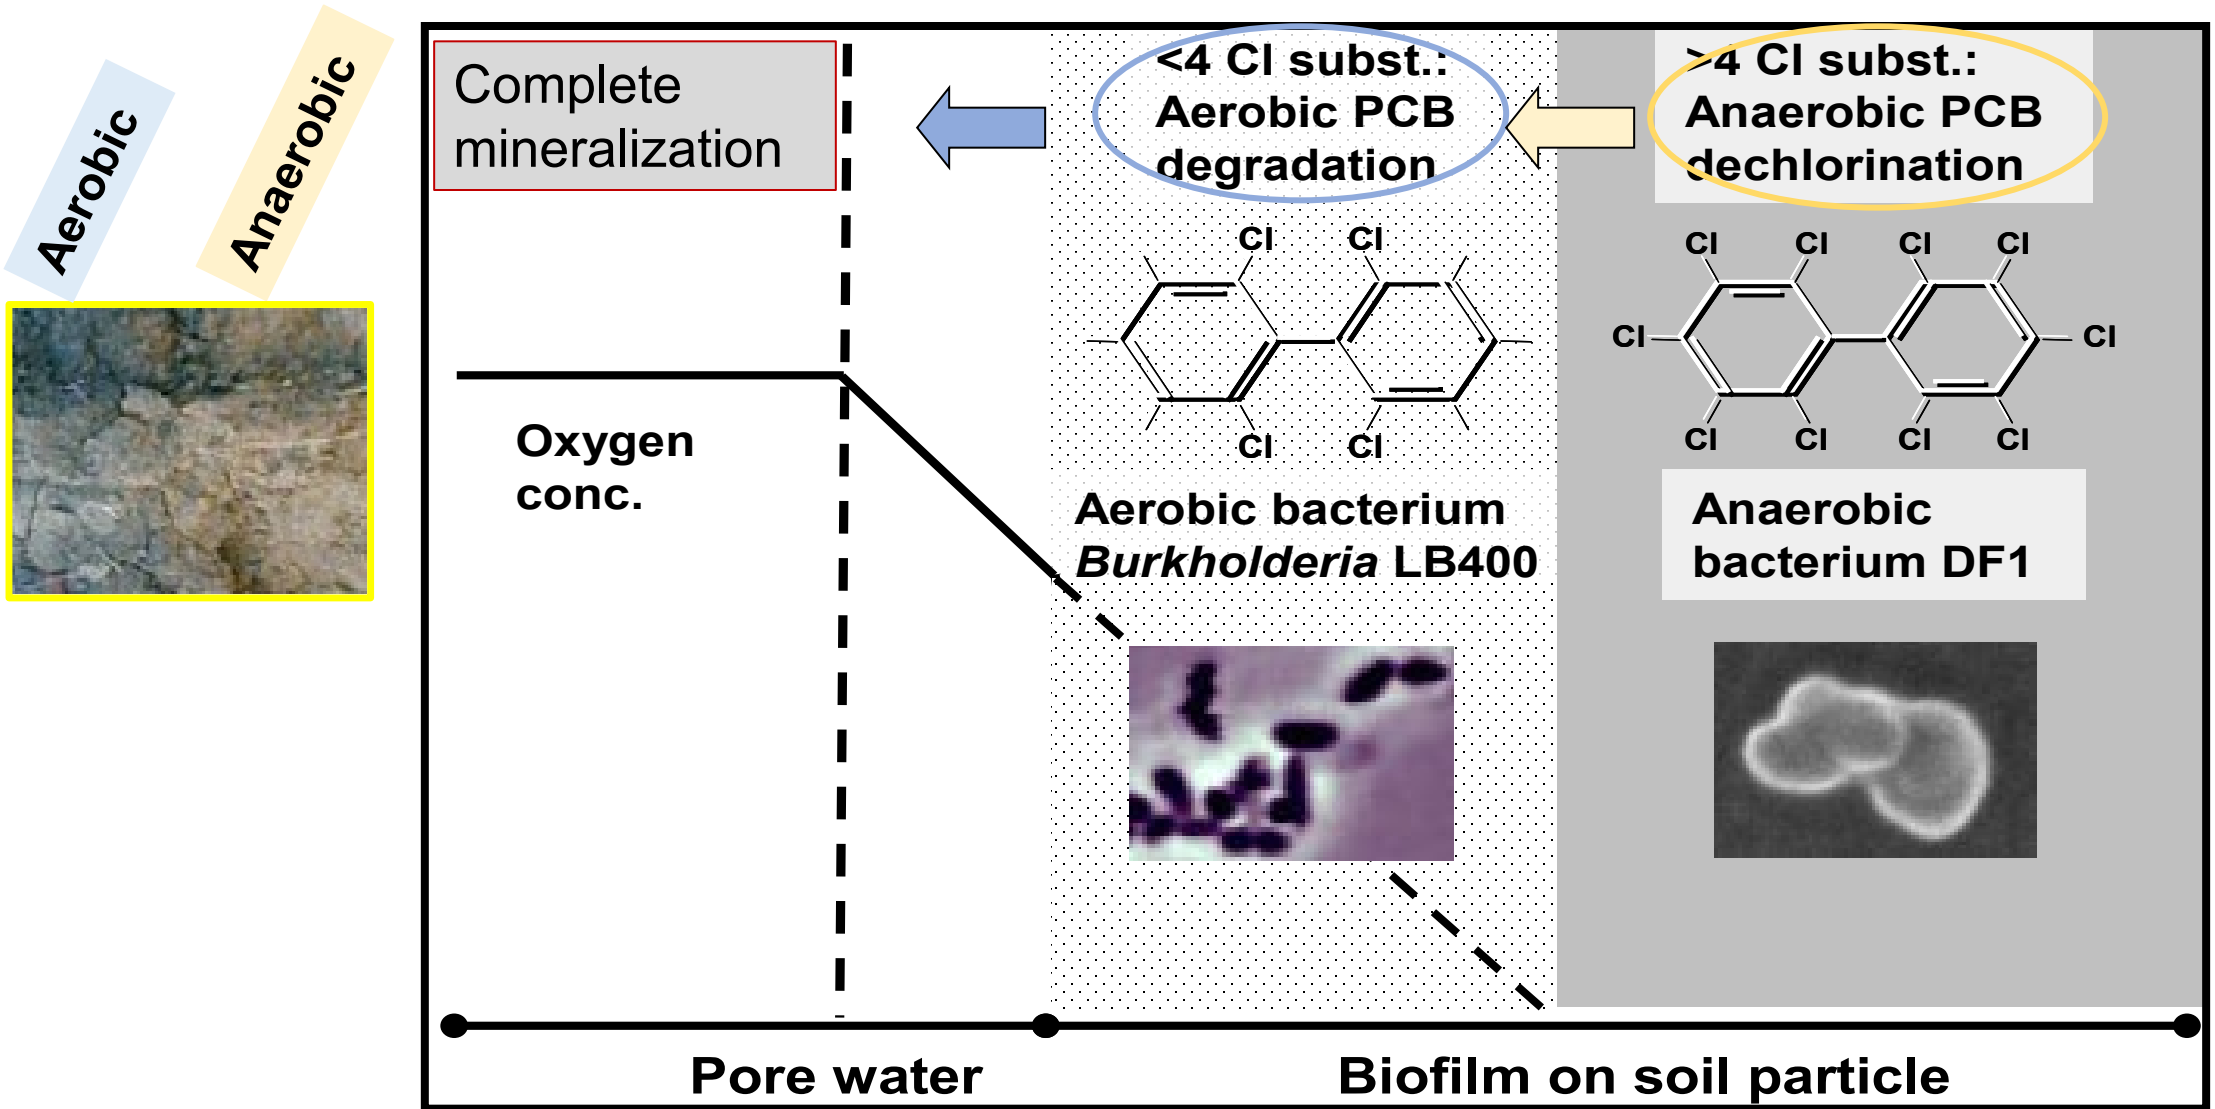 Aerobic
Anaerobic
Complete
mineralization
<4 Cl subst.:
Aerobic PCB
degradation
>4 Cl subst.:
Anaerobic PCB
dechlorination
Cl Cl
Cl Cl
Cl Cl Cl Cl
Cl Cl
Cl Cl Cl Cl
Oxygen
conc.
Aerobic bacterium
Burkholderia LB400
Anaerobic
bacterium DF1
Pore water
Biofilm on soil particle